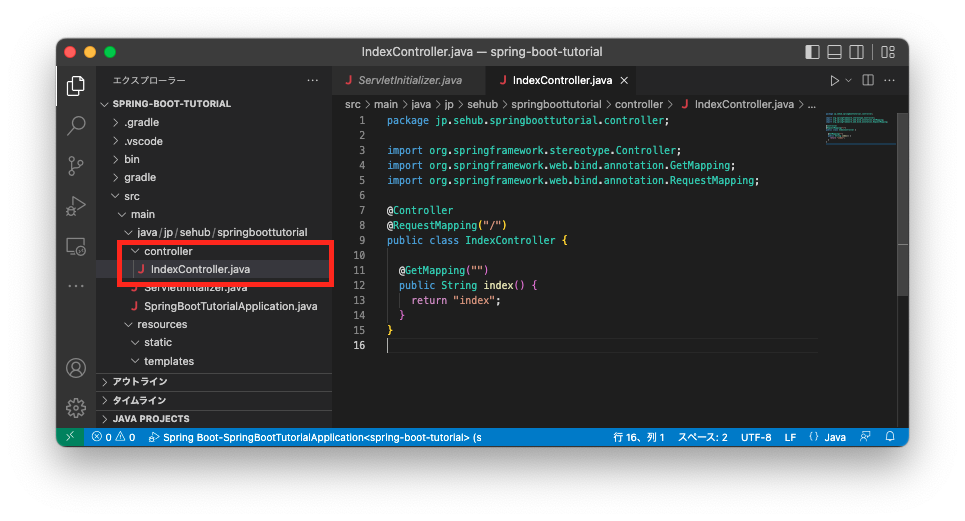 IndexController.java — spring-boot-tutorial
エクスプローラー
SPRING-BOOT-TUTORIAL
.gradle
.vscode
bin
gradle
src
main
java/jp/sehub/springboottutorial
controller
IndexController.java
ServletInitializer.java
SpringBootTutorialApplication.java
resources
static
templates
アウトライン
タイムライン
JAVA PROJECTS
J ServletInitializer.java
J IndexController.java ×
src > main > java > jp > sehub > springboottutorial > controller > J IndexController.java > ...
1 package jp.sehub.springboottutorial.controller;
2
3 import org.springframework.stereotype.Controller;
4 import org.springframework.web.bind.annotation.GetMapping;
5 import org.springframework.web.bind.annotation.RequestMapping;
6
7 @Controller
8 @RequestMapping("/")
9 public class IndexController {
10
11 @GetMapping("")
12 public String index() {
13 return "index";
14 }
15 }
16
0 0 Spring Boot-SpringBootTutorialApplication<spring-boot-tutorial> (s
行 16、列 1 スペース: 2 UTF-8 LF {} Java